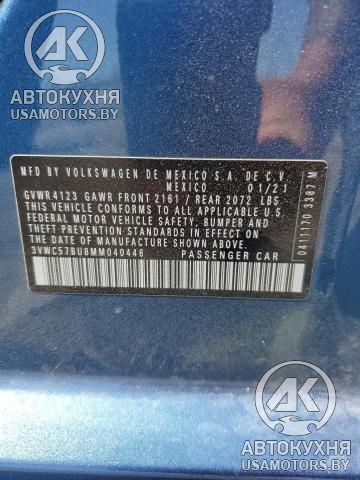 АК
АВТОКУХНЯ
USAMOTORS.BY
MFD BY VOLKSWAGEN DE MEXICO S.A. DE C.V.
MEXICO 01/21
GVWR 4123 GAWR FRONT 2161 / REAR 2072 LBS
THIS VEHICLE CONFORMS TO ALL APPLICABLE
FEDERAL MOTOR VEHICLE SAFETY, BUMPER AND
THEFT PREVENTION STANDARDS IN EFFECT ON
THE DATE OF MANUFACTURE SHOWN ABOVE.
3VWC57BU8MM040446 PASSENGER CAR
0411170 3387 M
АК
АВТОКУХНЯ
USAMOTORS.BY